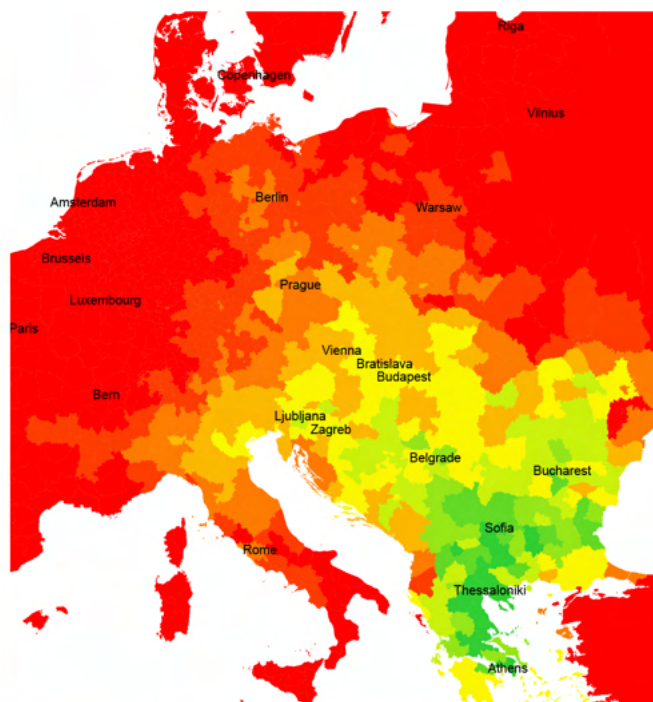 Riga
Copenhagen
Vilnius
Berlin
Amsterdam
Warsaw
Brussels
Prague
Luxembourg
Paris
Vienna
Bratislava
Budapest
Bern
Ljubljana
Zagreb
Belgrade
Bucharest
Sofia
Rome
Thessaloniki
Athens